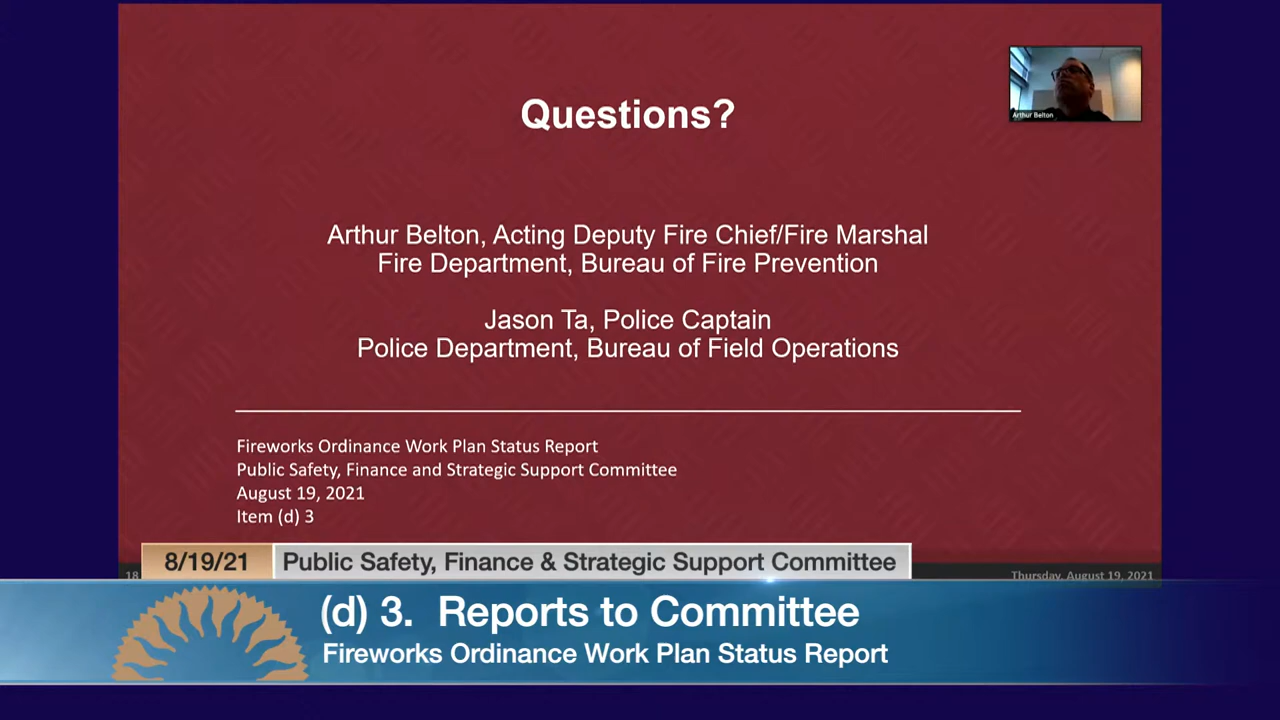 Questions?
Arthur Belton
Arthur Belton, Acting Deputy Fire Chief/Fire Marshal
Fire Department, Bureau of Fire Prevention
Jason Ta, Police Captain
Police Department, Bureau of Field Operations
Fireworks Ordinance Work Plan Status Report
Public Safety, Finance and Strategic Support Committee
August 19, 2021
Item (d) 3
8/19/21 Public Safety, Finance & Strategic Support Committee
18 Thursday, August 19, 2021
(d) 3. Reports to Committee
Fireworks Ordinance Work Plan Status Report